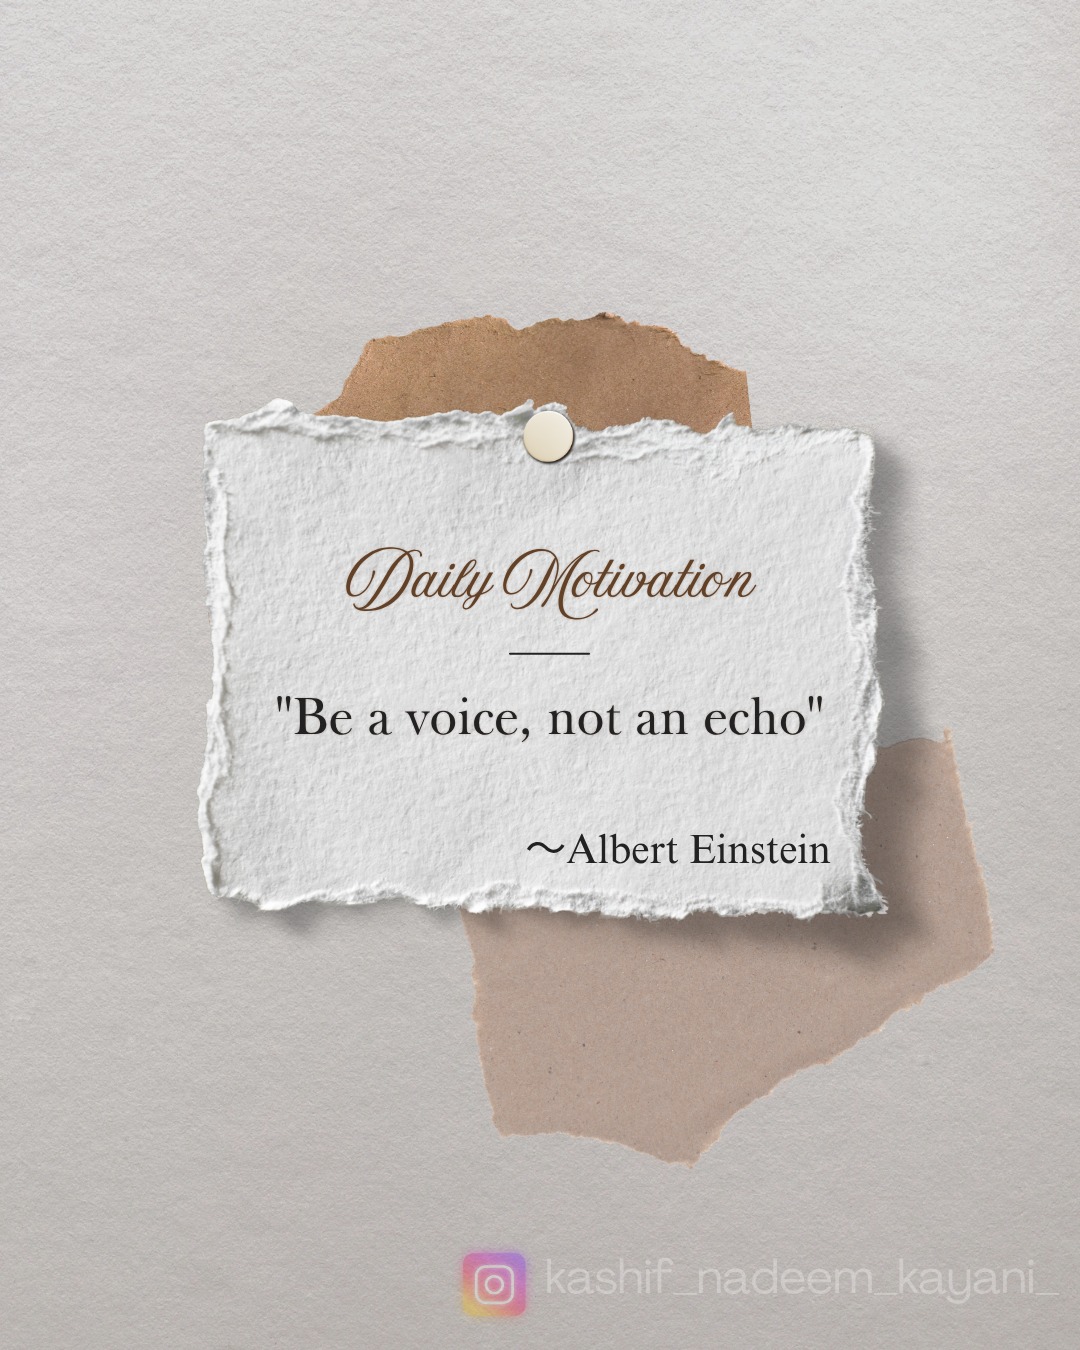 Daily Motivation
"Be a voice, not an echo"
～Albert Einstein
kashif_nadeem_kayani_